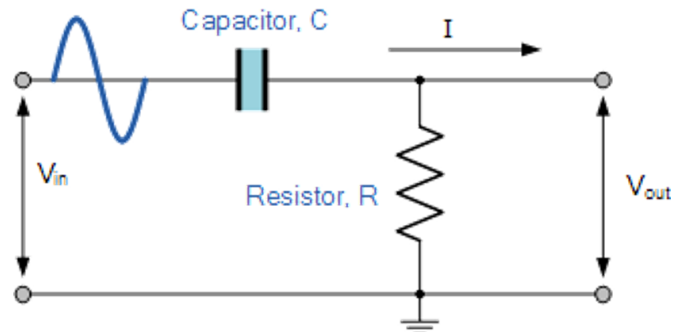 Capacitor, C
I
Vin
Resistor, R
Vout